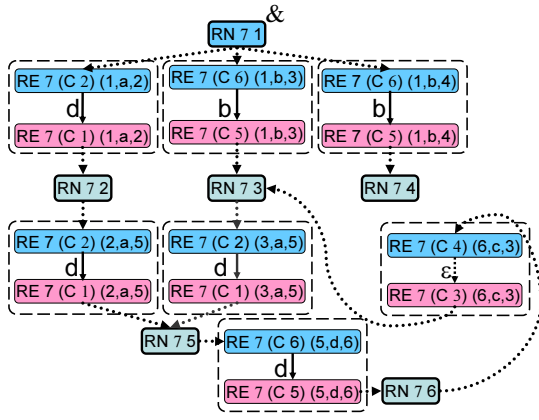 RN 7 1 &
RE 7 (C 2) (1,a,2)
RE 7 (C 6) (1,b,3)
RE 7 (C 6) (1,b,4)
d
b
b
RE 7 (C 1) (1,a,2)
RE 7 (C 5) (1,b,3)
RE 7 (C 5) (1,b,4)
RN 7 2
RN 7 3
RN 7 4
RE 7 (C 2) (2,a,5)
RE 7 (C 2) (3,a,5)
RE 7 (C 4) (6,c,3)
d
d
ε
RE 7 (C 1) (2,a,5)
RE 7 (C 1) (3,a,5)
RE 7 (C 3) (6,c,3)
RN 7 5
RE 7 (C 6) (5,d,6)
d
RE 7 (C 5) (5,d,6)
RN 7 6